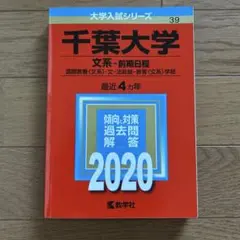 大学入試シリーズ
39
千葉大学
文系-前期日程
国際教養〈文系〉・文・法政経・教育〈文系〉学部
最近4カ年
傾向と対策
過去問
解答
2020
教学社